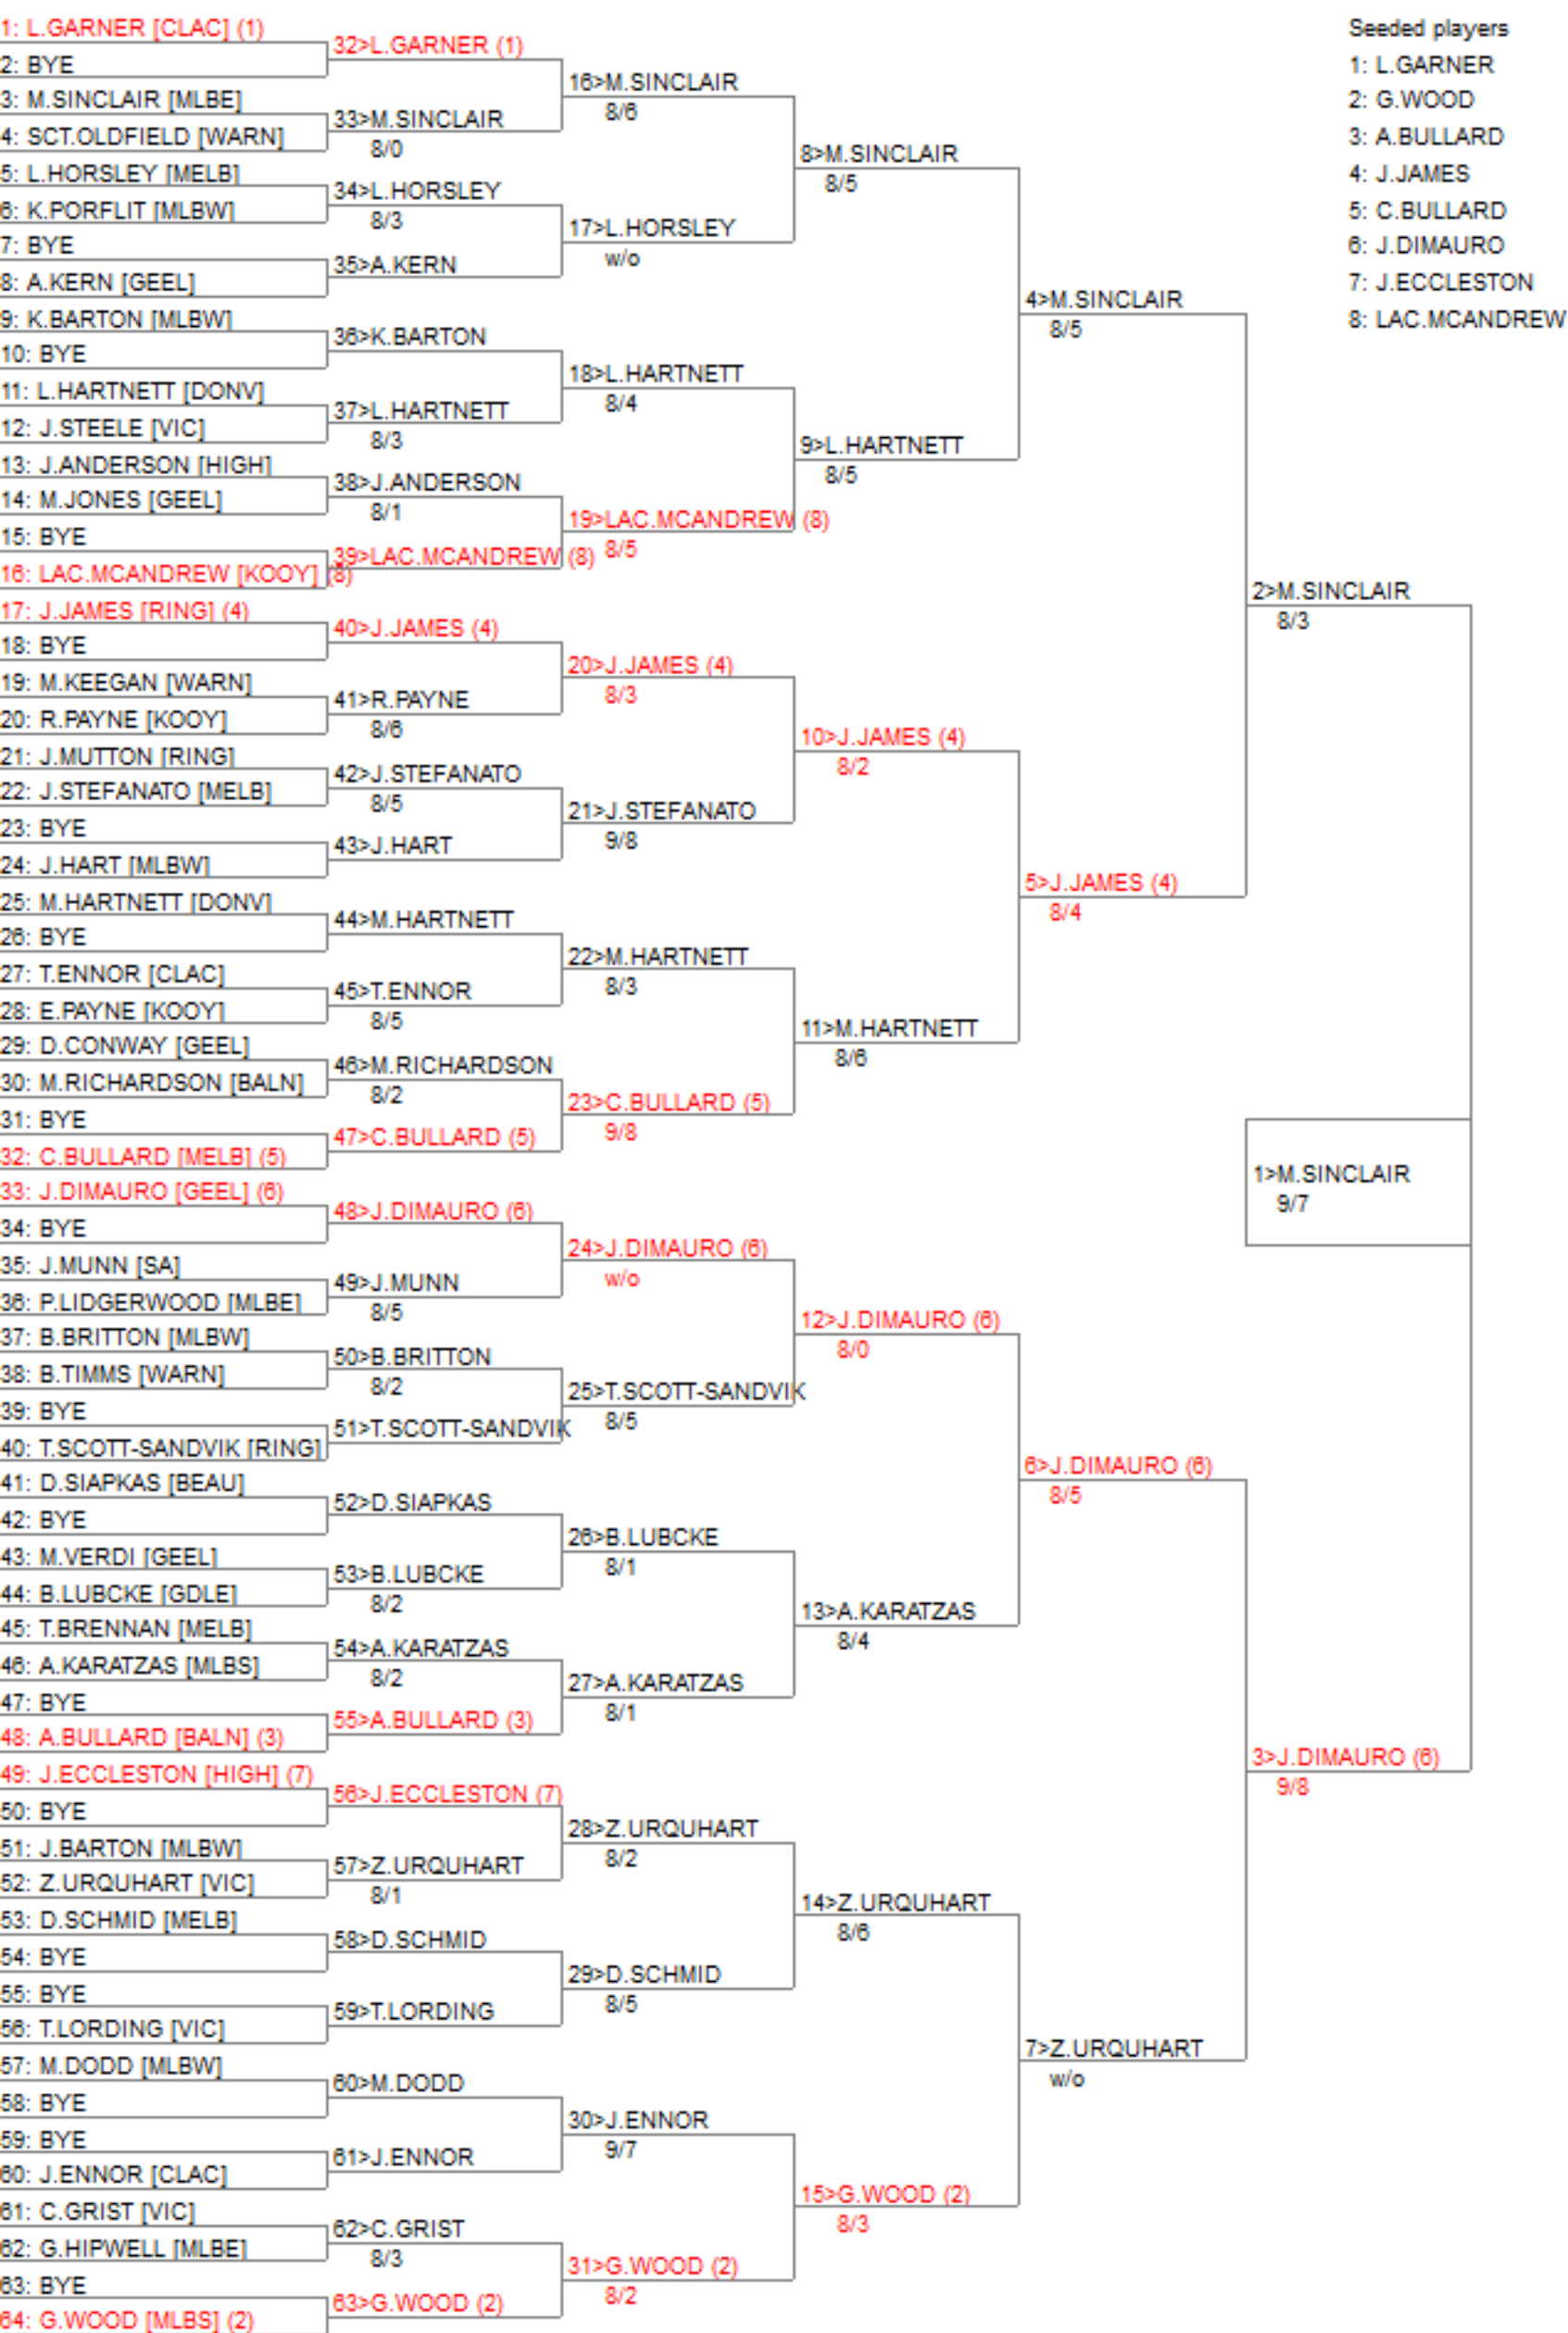 1: L.GARNER [CLAC] (1)
2: BYE
3: M.SINCLAIR [MLBE]
4: SCT.OLDFIELD [WARN]
5: L.HORSLEY [MELB]
6: K.PORFLIT [MLBW]
7: BYE
8: A.KERN [GEEL]
9: K.BARTON [MLBW]
10: BYE
11: L.HARTNETT [DONV]
12: J.STEELE [VIC]
13: J.ANDERSON [HIGH]
14: M.JONES [GEEL]
15: BYE
16: LAC.MCANDREW [KOOY] (8)
17: J.JAMES [RING] (4)
18: BYE
19: M.KEEGAN [WARN]
20: R.PAYNE [KOOY]
21: J.MUTTON [RING]
22: J.STEFANATO [MELB]
23: BYE
24: J.HART [MLBW]
25: M.HARTNETT [DONV]
26: BYE
27: T.ENNOR [CLAC]
28: E.PAYNE [KOOY]
29: D.CONWAY [GEEL]
30: M.RICHARDSON [BALN]
31: BYE
32: C.BULLARD [MELB] (5)
33: J.DIMAURO [GEEL] (6)
34: BYE
35: J.MUNN [SA]
36: P.LIDGERWOOD [MLBE]
37: B.BRITTON [MLBW]
38: B.TIMMS [WARN]
39: BYE
40: T.SCOTT-SANDVIK [RING]
41: D.SIAPKAS [BEAU]
42: BYE
43: M.VERDI [GEEL]
44: B.LUBCKE [GDLE]
45: T.BRENNAN [MELB]
46: A.KARATZAS [MLBS]
47: BYE
48: A.BULLARD [BALN] (3)
49: J.ECCLESTON [HIGH] (7)
50: BYE
51: J.BARTON [MLBW]
52: Z.URQUHART [VIC]
53: D.SCHMID [MELB]
54: BYE
55: BYE
56: T.LORDING [VIC]
57: M.DODD [MLBW]
58: BYE
59: BYE
60: J.ENNOR [CLAC]
61: C.GRIST [VIC]
62: G.HIPWELL [MLBE]
63: BYE
64: G.WOOD [MLBS] (2)
32>L.GARNER (1)
33>M.SINCLAIR
8/0
34>L.HORSLEY
8/3
35>A.KERN
36>K.BARTON
37>L.HARTNETT
8/3
38>J.ANDERSON
8/1
39>LAC.MCANDREW (8)
40>J.JAMES (4)
41>R.PAYNE
8/6
42>J.STEFANATO
8/5
43>J.HART
44>M.HARTNETT
45>T.ENNOR
8/5
46>M.RICHARDSON
8/2
47>C.BULLARD (5)
48>J.DIMAURO (6)
49>J.MUNN
8/5
50>B.BRITTON
8/2
51>T.SCOTT-SANDVIK
52>D.SIAPKAS
53>B.LUBCKE
8/2
54>A.KARATZAS
8/2
55>A.BULLARD (3)
56>J.ECCLESTON (7)
57>Z.URQUHART
8/1
58>D.SCHMID
59>T.LORDING
60>M.DODD
61>J.ENNOR
62>C.GRIST
8/3
63>G.WOOD (2)
16>M.SINCLAIR
8/6
17>L.HORSLEY
w/o
18>L.HARTNETT
8/4
19>LAC.MCANDREW (8)
8/5
20>J.JAMES (4)
8/3
21>J.STEFANATO
9/8
22>M.HARTNETT
8/3
23>C.BULLARD (5)
9/8
24>J.DIMAURO (6)
w/o
25>T.SCOTT-SANDVIK
8/5
26>B.LUBCKE
8/1
27>A.KARATZAS
8/1
28>Z.URQUHART
8/2
29>D.SCHMID
8/5
30>J.ENNOR
9/7
31>G.WOOD (2)
8/2
8>M.SINCLAIR
8/5
9>L.HARTNETT
8/5
10>J.JAMES (4)
8/2
11>M.HARTNETT
8/6
12>J.DIMAURO (6)
8/0
13>A.KARATZAS
8/4
14>Z.URQUHART
8/6
15>G.WOOD (2)
8/3
4>M.SINCLAIR
8/5
5>J.JAMES (4)
8/4
6>J.DIMAURO (6)
8/5
7>Z.URQUHART
w/o
2>M.SINCLAIR
8/3
3>J.DIMAURO (6)
9/8
1>M.SINCLAIR
9/7
Seeded players
1: L.GARNER
2: G.WOOD
3: A.BULLARD
4: J.JAMES
5: C.BULLARD
6: J.DIMAURO
7: J.ECCLESTON
8: LAC.MCANDREW